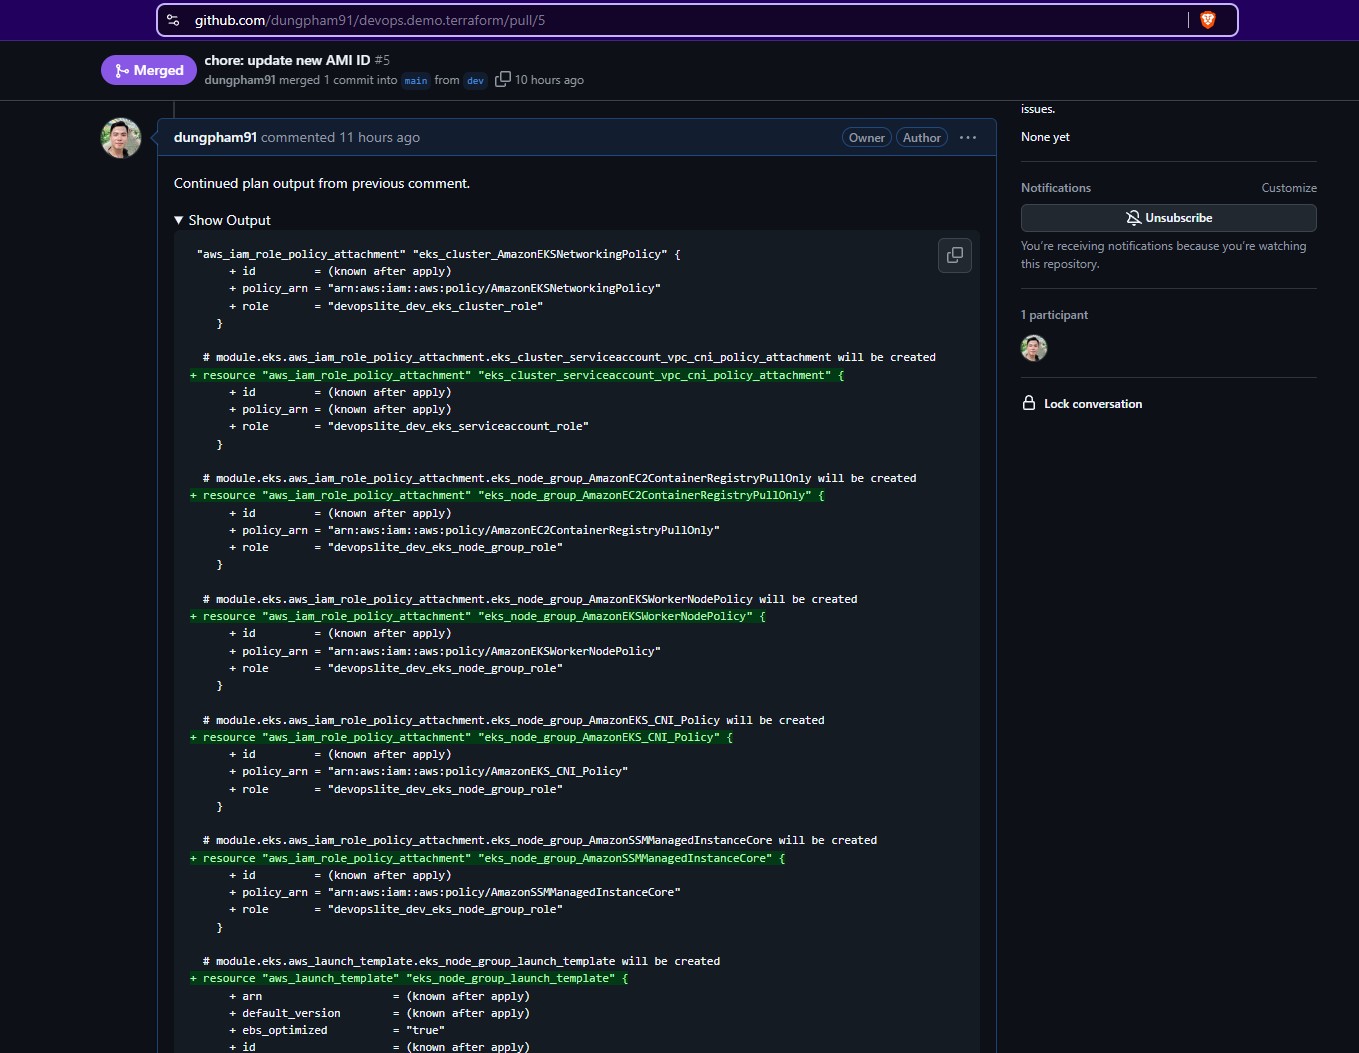 github.com/dungpham91/devops.demo.terraform/pull/5
Merged
chore: update new AMI ID #5
dungpham91 merged 1 commit into main from dev 10 hours ago
dungpham91 commented 11 hours ago
Owner
Author
Continued plan output from previous comment.
▼ Show Output
"aws_iam_role_policy_attachment" "eks_cluster_AmazonEKSNetworkingPolicy" {
+ id         = (known after apply)
+ policy_arn = "arn:aws:iam::aws:policy/AmazonEKSNetworkingPolicy"
+ role       = "devopslite_dev_eks_cluster_role"
}
# module.eks.aws_iam_role_policy_attachment.eks_cluster_serviceaccount_vpc_cni_policy_attachment will be created
+ resource "aws_iam_role_policy_attachment" "eks_cluster_serviceaccount_vpc_cni_policy_attachment" {
+ id         = (known after apply)
+ policy_arn = (known after apply)
+ role       = "devopslite_dev_eks_serviceaccount_role"
}
# module.eks.aws_iam_role_policy_attachment.eks_node_group_AmazonEC2ContainerRegistryPullOnly will be created
+ resource "aws_iam_role_policy_attachment" "eks_node_group_AmazonEC2ContainerRegistryPullOnly" {
+ id         = (known after apply)
+ policy_arn = "arn:aws:iam::aws:policy/AmazonEC2ContainerRegistryPullOnly"
+ role       = "devopslite_dev_eks_node_group_role"
}
# module.eks.aws_iam_role_policy_attachment.eks_node_group_AmazonEKSWorkerNodePolicy will be created
+ resource "aws_iam_role_policy_attachment" "eks_node_group_AmazonEKSWorkerNodePolicy" {
+ id         = (known after apply)
+ policy_arn = "arn:aws:iam::aws:policy/AmazonEKSWorkerNodePolicy"
+ role       = "devopslite_dev_eks_node_group_role"
}
# module.eks.aws_iam_role_policy_attachment.eks_node_group_AmazonEKS_CNI_Policy will be created
+ resource "aws_iam_role_policy_attachment" "eks_node_group_AmazonEKS_CNI_Policy" {
+ id         = (known after apply)
+ policy_arn = "arn:aws:iam::aws:policy/AmazonEKS_CNI_Policy"
+ role       = "devopslite_dev_eks_node_group_role"
}
# module.eks.aws_iam_role_policy_attachment.eks_node_group_AmazonSSMManagedInstanceCore will be created
+ resource "aws_iam_role_policy_attachment" "eks_node_group_AmazonSSMManagedInstanceCore" {
+ id         = (known after apply)
+ policy_arn = "arn:aws:iam::aws:policy/AmazonSSMManagedInstanceCore"
+ role       = "devopslite_dev_eks_node_group_role"
}
# module.eks.aws_launch_template.eks_node_group_launch_template will be created
+ resource "aws_launch_template" "eks_node_group_launch_template" {
+ arn                    = (known after apply)
+ default_version        = (known after apply)
+ ebs_optimized          = "true"
+ id                     = (known after apply)
issues.
None yet
Notifications
Customize
Unsubscribe
You're receiving notifications because you're watching
this repository.
1 participant
Lock conversation